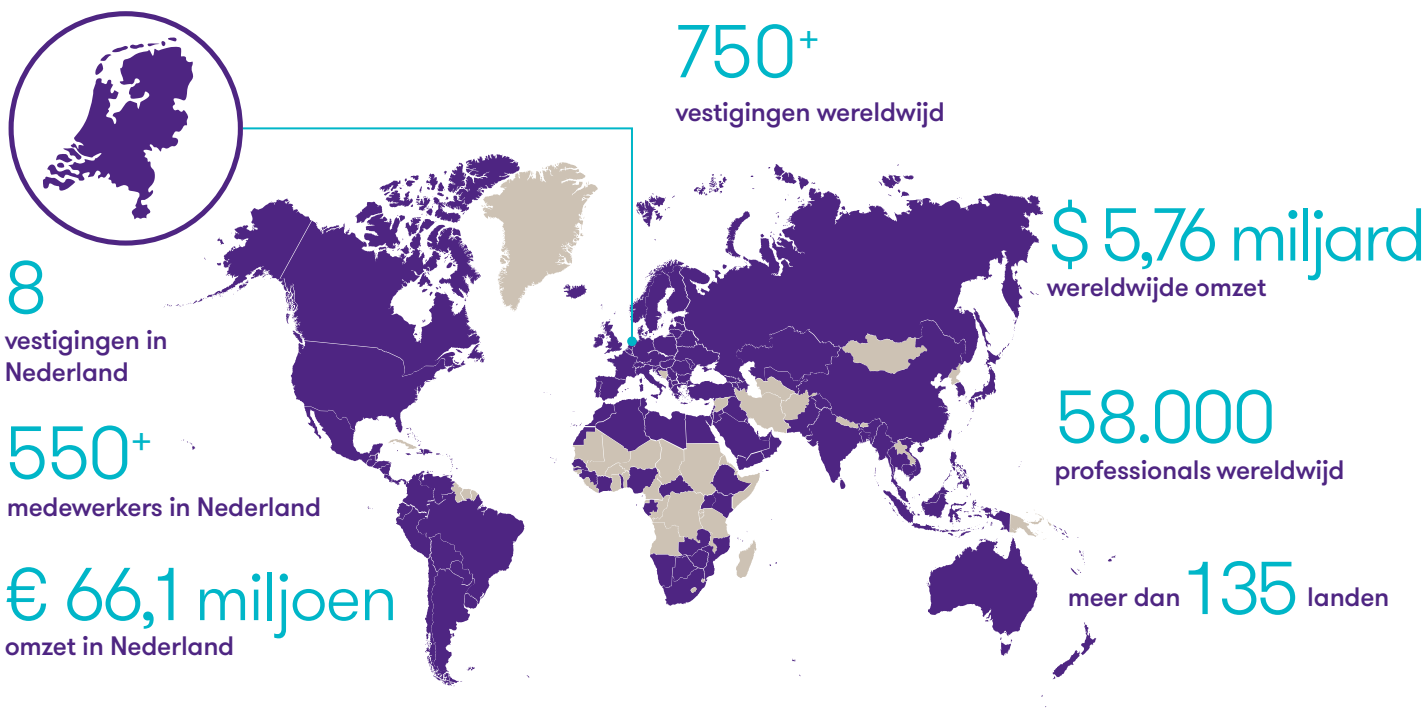 750+
vestigingen wereldwijd
$ 5,76 miljard
wereldwijde omzet
8
vestigingen in
Nederland
58.000
professionals wereldwijd
550+
medewerkers in Nederland
meer dan 135 landen
€ 66,1 miljoen
omzet in Nederland